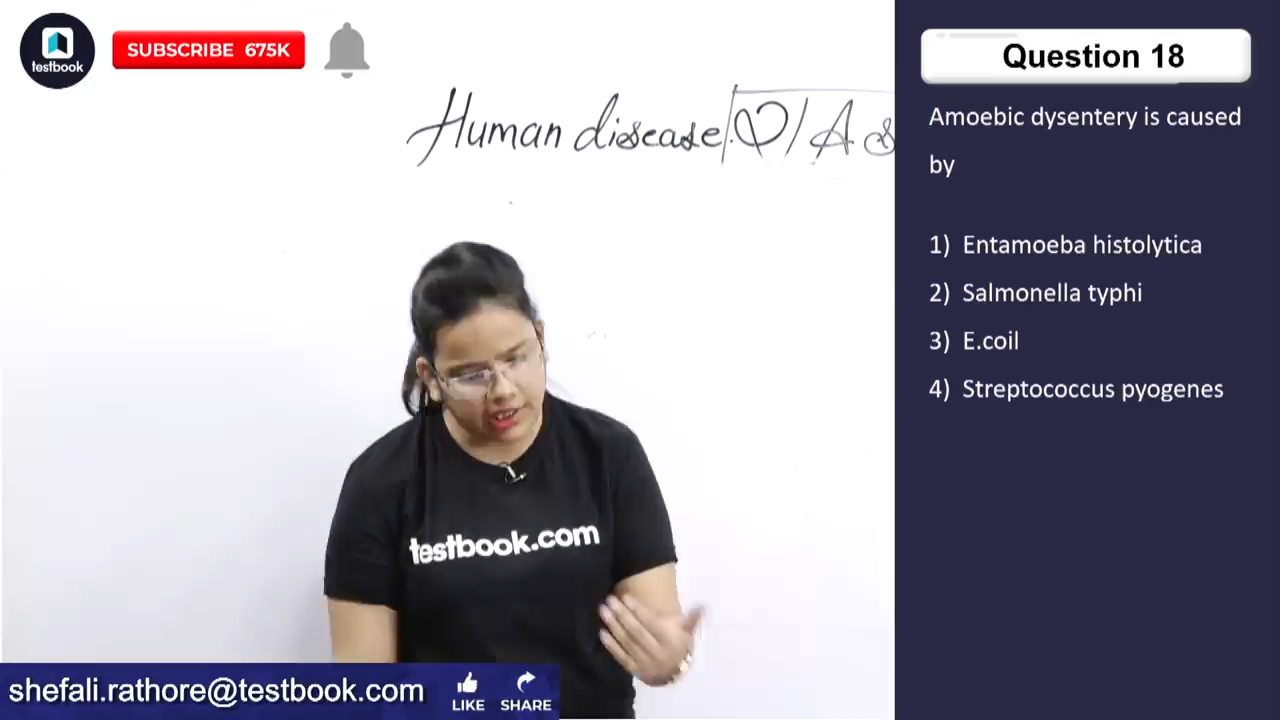 testbook
SUBSCRIBE 675K
Human disease
testbook.com
shefali.rathore@testbook.com
LIKE
SHARE
Question 18
Amoebic dysentery is caused
by
1) Entamoeba histolytica
2) Salmonella typhi
3) E.coil
4) Streptococcus pyogenes